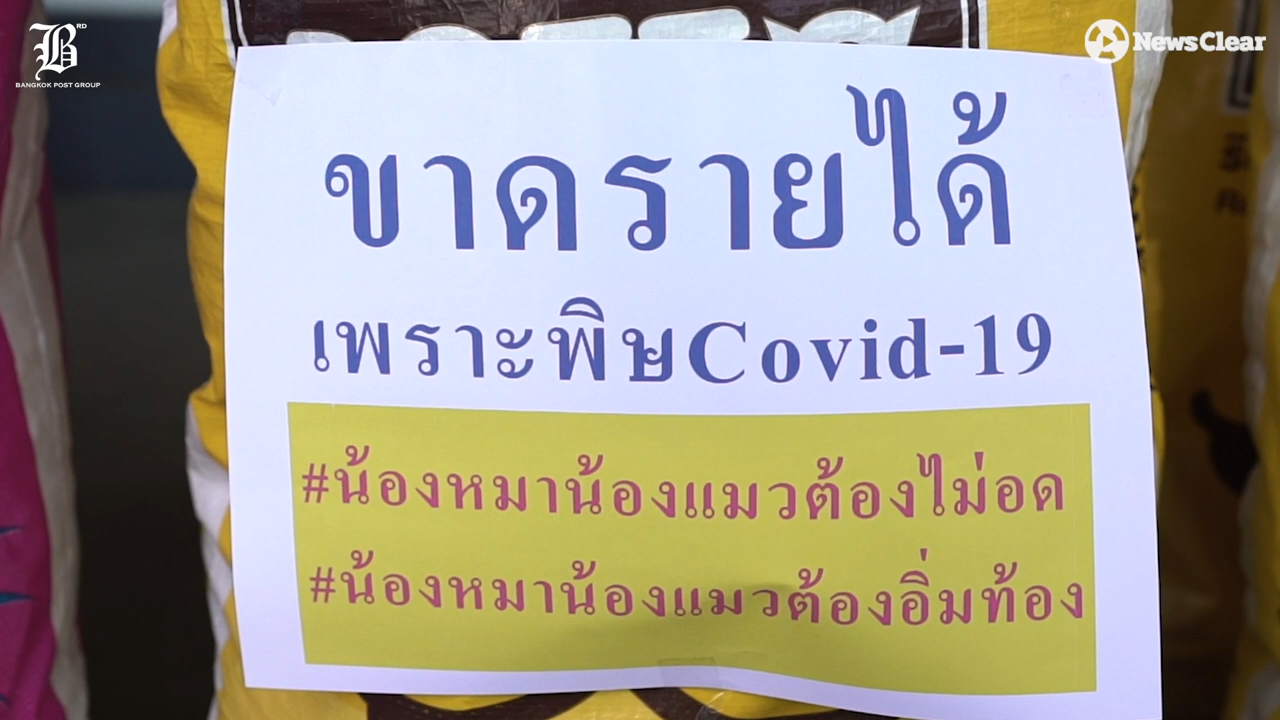 BRD
BANGKOK POST GROUP
NewsClear
ขาดรายได้
เพราะพิษCovid-19
#น้องหมาน้องแมวต้องไม่อด
#น้องหมาน้องแมวต้องอิ่มท้อง